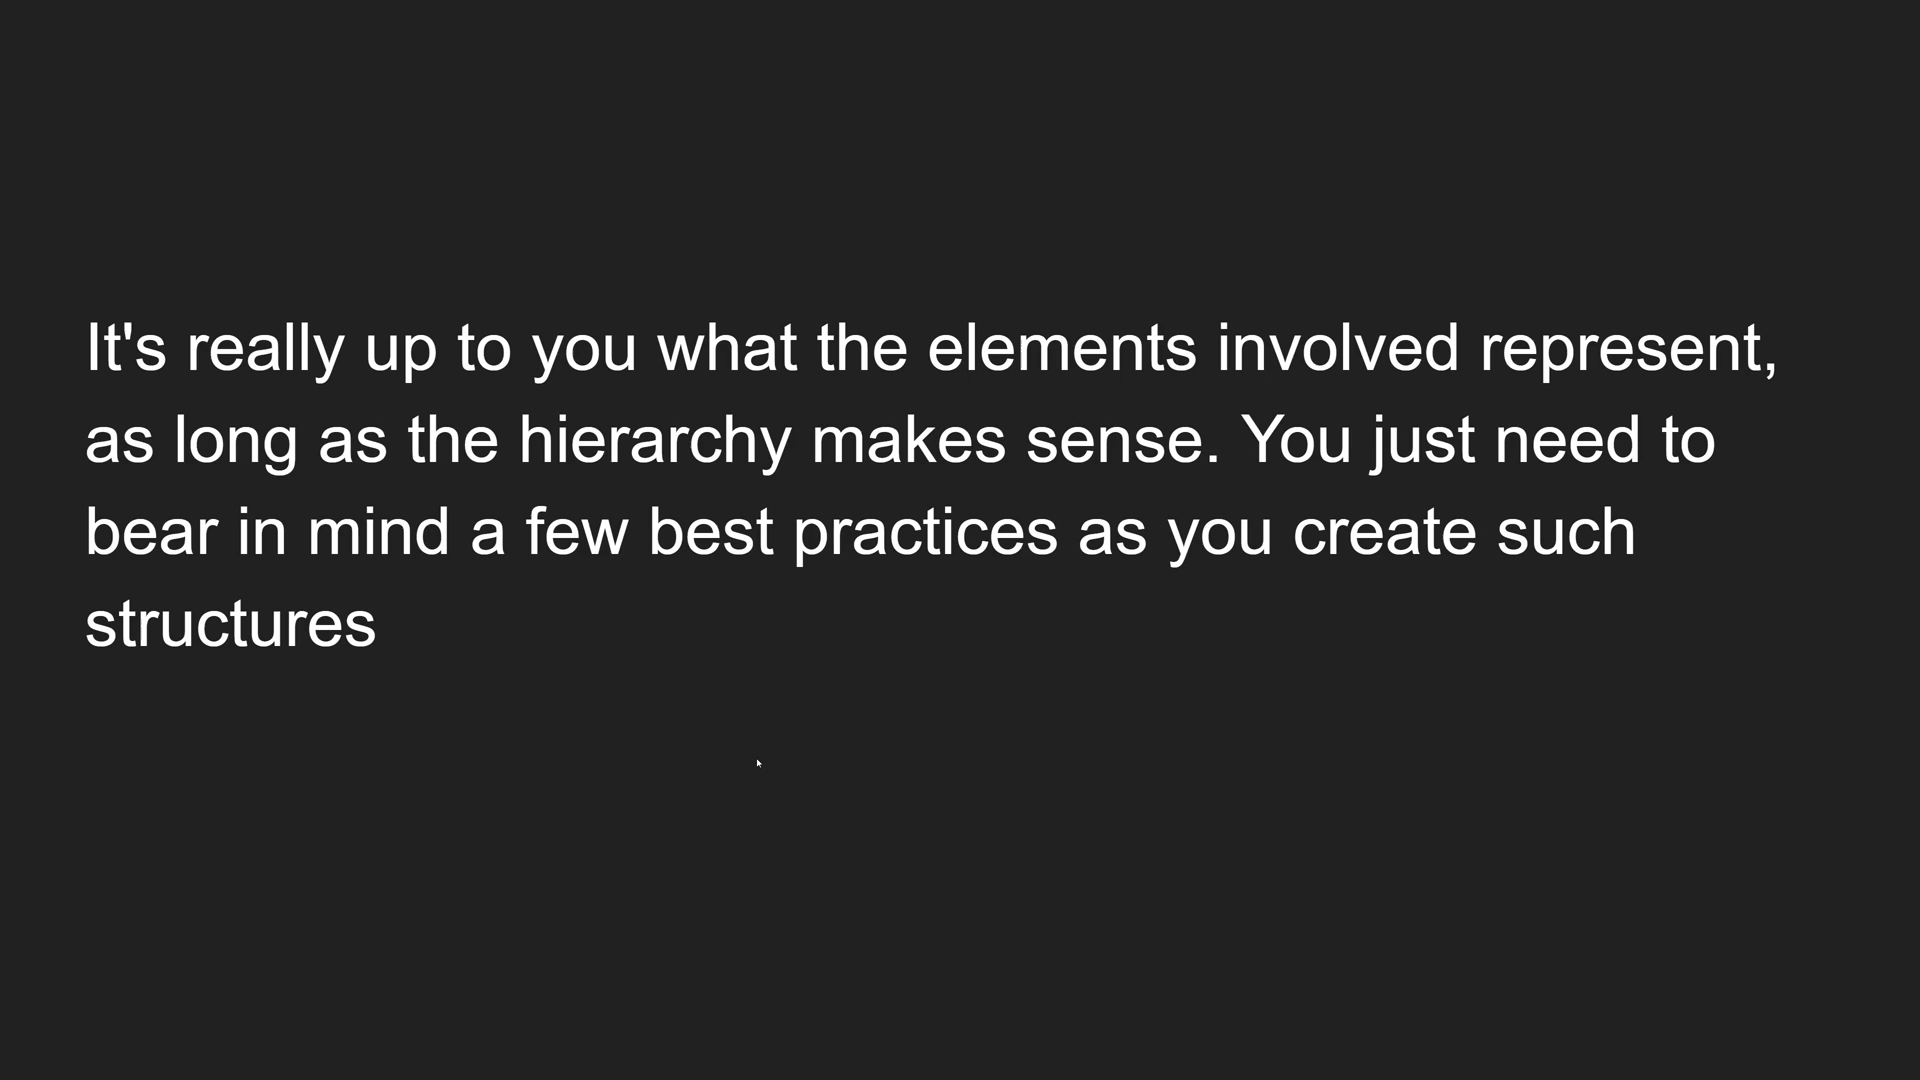 It's really up to you what the elements involved represent,
as long as the hierarchy makes sense. You just need to
bear in mind a few best practices as you create such
structures